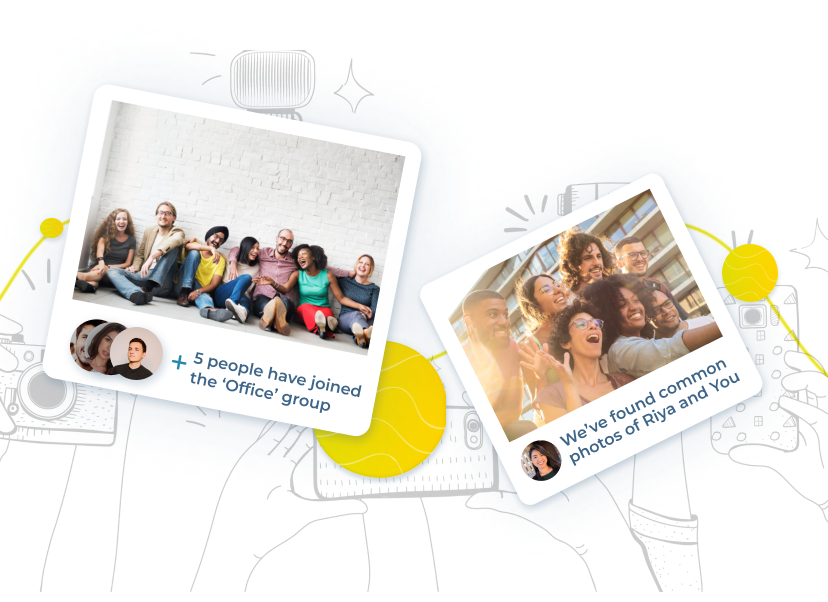 + 5 people have joined
the ‘Office’ group
We’ve found common
photos of Riya and You